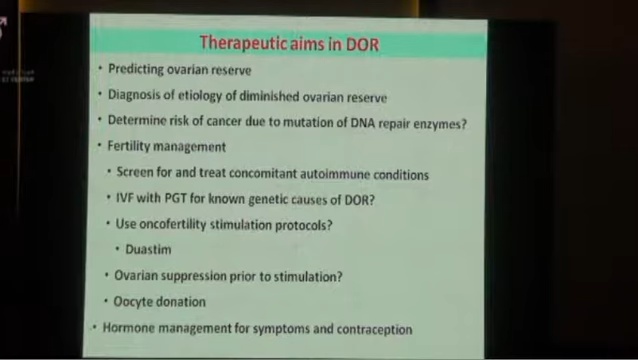 Therapeutic aims in DOR
• Predicting ovarian reserve
• Diagnosis of etiology of diminished ovarian reserve
• Determine risk of cancer due to mutation of DNA repair enzymes?
• Fertility management
• Screen for and treat concomitant autoimmune conditions
• IVF with PGT for known genetic causes of DOR?
• Use oncofertility stimulation protocols?
• Duastim
• Ovarian suppression prior to stimulation?
• Oocyte donation
• Hormone management for symptoms and contraception